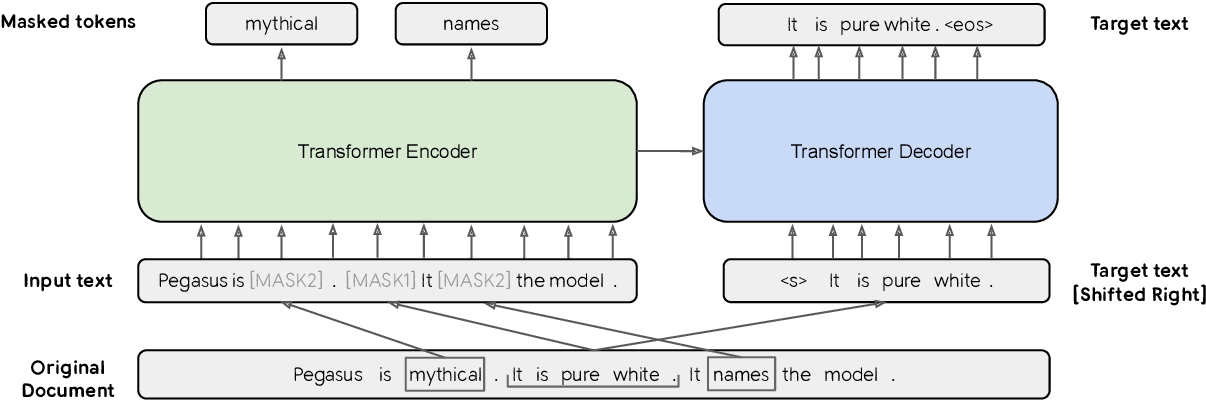 Masked tokens
mythical
names
It is pure white . <eos>
Target text
Transformer Encoder
Transformer Decoder
Input text
Pegasus is [MASK2] . [MASK1] It [MASK2] the model .
<s> It is pure white .
Target text
[Shifted Right]
Original
Document
Pegasus is mythical . It is pure white . It names the model .